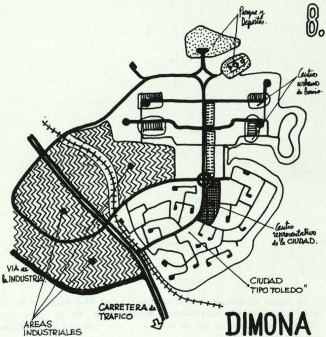 8.
Parque y
Deportes.
Centro
urbano
de barrio.
Centro
representativo
de la CIUDAD.
"CIUDAD
TIPO TOLEDO"
VIA de
la INDUSTRIA
CARRETERA de
TRAFICO
AREAS
INDUSTRIALES
DIMONA